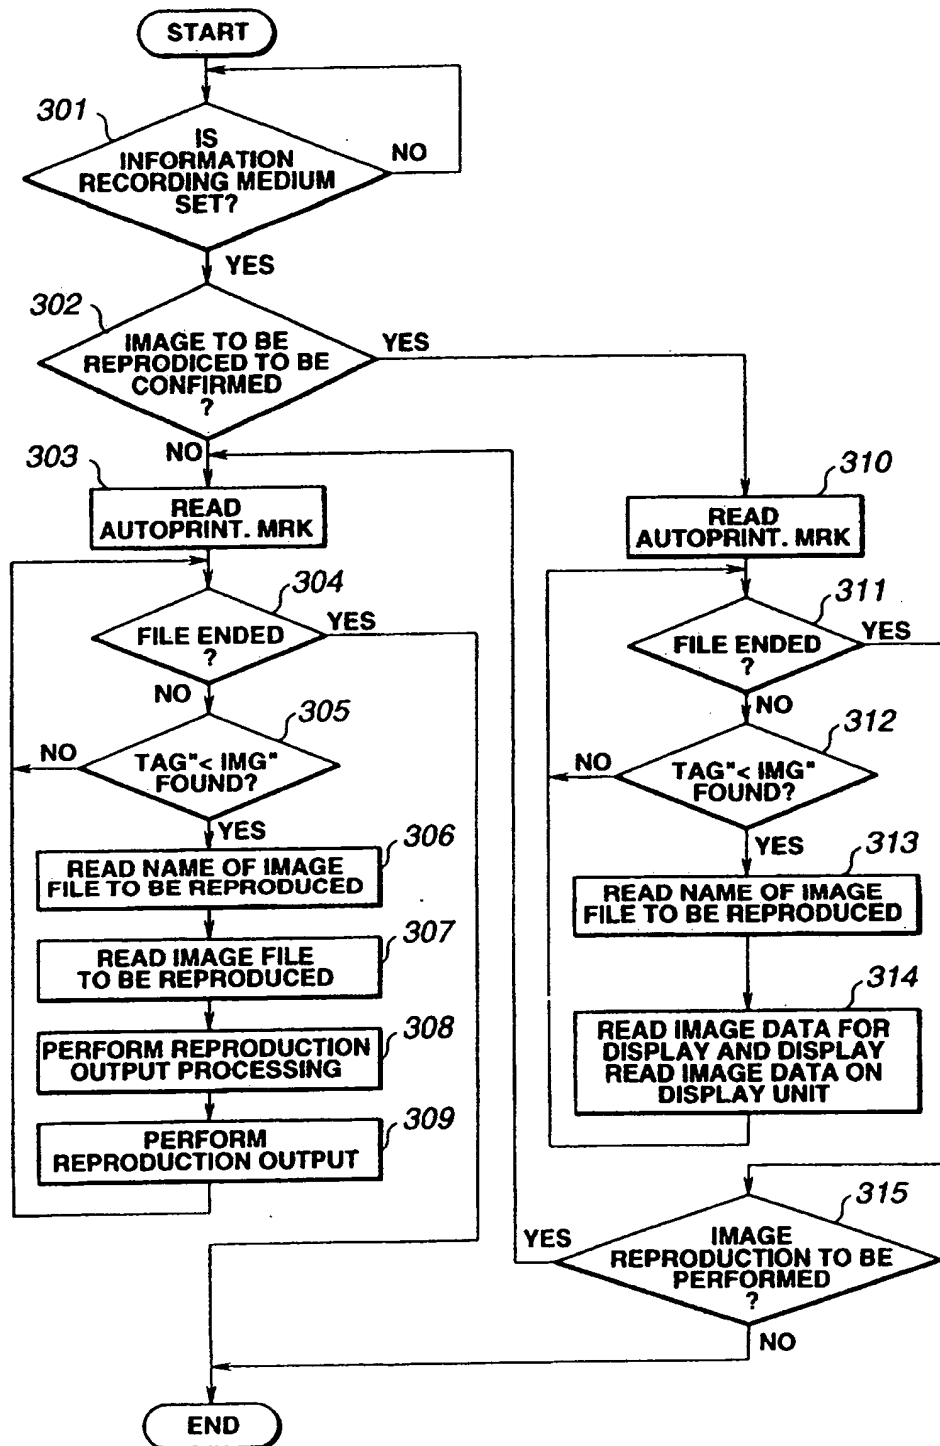 START
301
IS
INFORMATION
RECORDING MEDIUM
SET?
NO
YES
302
IMAGE TO BE
REPRODICED TO BE
CONFIRMED
?
YES
NO
303
READ
AUTOPRINT. MRK
304
FILE ENDED
?
YES
NO
305
TAG"< IMG"
FOUND?
NO
YES
306
READ NAME OF IMAGE
FILE TO BE REPRODUCED
307
READ IMAGE FILE
TO BE REPRODUCED
308
PERFORM REPRODUCTION
OUTPUT PROCESSING
309
PERFORM
REPRODUCTION OUTPUT
310
READ
AUTOPRINT. MRK
311
FILE ENDED
?
YES
NO
312
TAG"< IMG"
FOUND?
NO
YES
313
READ NAME OF IMAGE
FILE TO BE REPRODUCED
314
READ IMAGE DATA FOR
DISPLAY AND DISPLAY
READ IMAGE DATA ON
DISPLAY UNIT
315
IMAGE
REPRODUCTION TO BE
PERFORMED
?
YES
NO
END